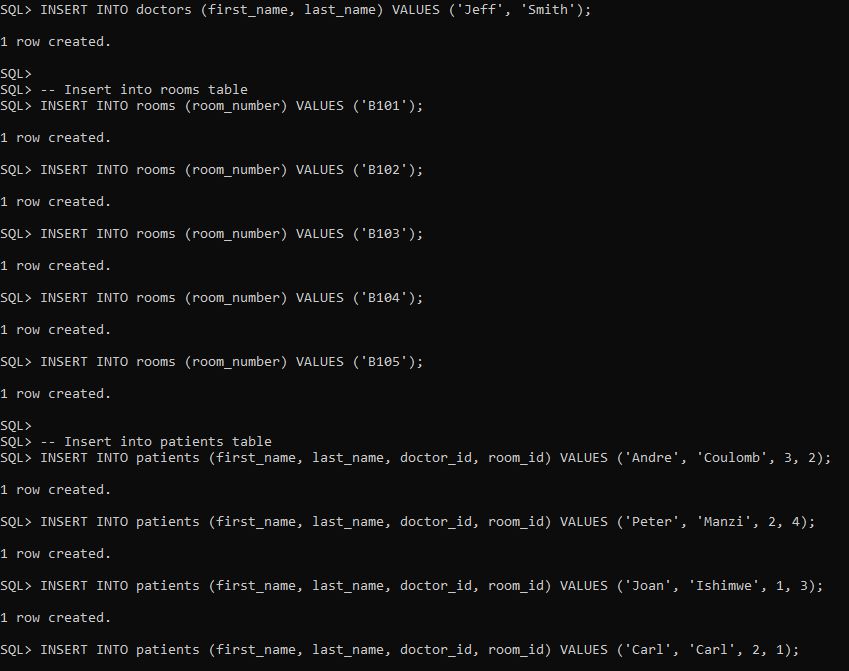 SQL> INSERT INTO doctors (first_name, last_name) VALUES ('Jeff', 'Smith');
1 row created.
SQL>
SQL> -- Insert into rooms table
SQL> INSERT INTO rooms (room_number) VALUES ('B101');
1 row created.
SQL> INSERT INTO rooms (room_number) VALUES ('B102');
1 row created.
SQL> INSERT INTO rooms (room_number) VALUES ('B103');
1 row created.
SQL> INSERT INTO rooms (room_number) VALUES ('B104');
1 row created.
SQL> INSERT INTO rooms (room_number) VALUES ('B105');
1 row created.
SQL>
SQL> -- Insert into patients table
SQL> INSERT INTO patients (first_name, last_name, doctor_id, room_id) VALUES ('Andre', 'Coulomb', 3, 2);
1 row created.
SQL> INSERT INTO patients (first_name, last_name, doctor_id, room_id) VALUES ('Peter', 'Manzi', 2, 4);
1 row created.
SQL> INSERT INTO patients (first_name, last_name, doctor_id, room_id) VALUES ('Joan', 'Ishimwe', 1, 3);
1 row created.
SQL> INSERT INTO patients (first_name, last_name, doctor_id, room_id) VALUES ('Carl', 'Carl', 2, 1);